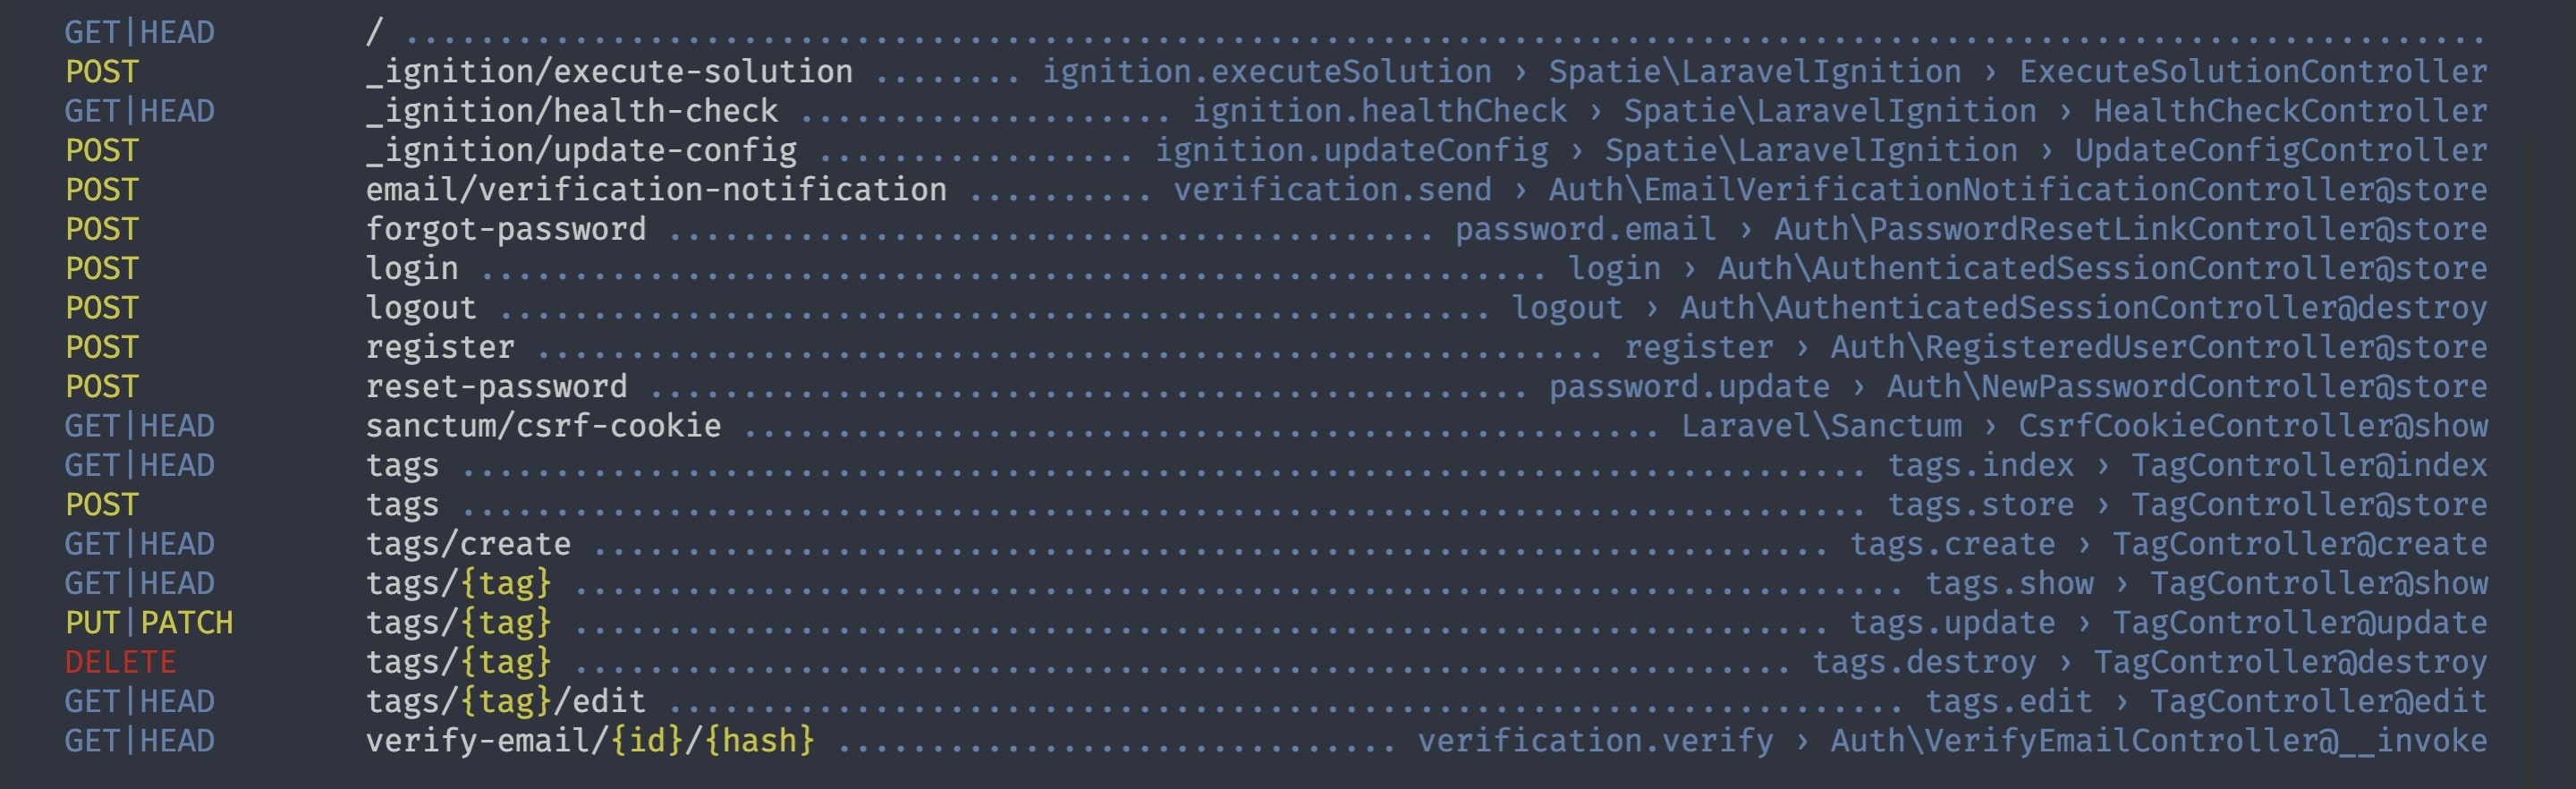 GET|HEAD / ................................................................................................................
POST _ignition/execute-solution ........ ignition.executeSolution › Spatie\LaravelIgnition › ExecuteSolutionController
GET|HEAD _ignition/health-check .................... ignition.healthCheck › Spatie\LaravelIgnition › HealthCheckController
POST _ignition/update-config ................. ignition.updateConfig › Spatie\LaravelIgnition › UpdateConfigController
POST email/verification-notification .......... verification.send › Auth\EmailVerificationNotificationController@store
POST forgot-password ......................................... password.email › Auth\PasswordResetLinkController@store
POST login ......................................................... login › Auth\AuthenticatedSessionController@store
POST logout ..................................................... logout › Auth\AuthenticatedSessionController@destroy
POST register ......................................................... register › Auth\RegisteredUserController@store
POST reset-password ............................................... password.update › Auth\NewPasswordController@store
GET|HEAD sanctum/csrf-cookie ................................................. Laravel\Sanctum › CsrfCookieController@show
GET|HEAD tags ........................................................................... tags.index › TagController@index
POST tags ........................................................................... tags.store › TagController@store
GET|HEAD tags/create .................................................................. tags.create › TagController@create
GET|HEAD tags/{tag} ....................................................................... tags.show › TagController@show
PUT|PATCH tags/{tag} ................................................................... tags.update › TagController@update
DELETE tags/{tag} ................................................................. tags.destroy › TagController@destroy
GET|HEAD tags/{tag}/edit .................................................................. tags.edit › TagController@edit
GET|HEAD verify-email/{id}/{hash} .............................. verification.verify › Auth\VerifyEmailController@__invoke